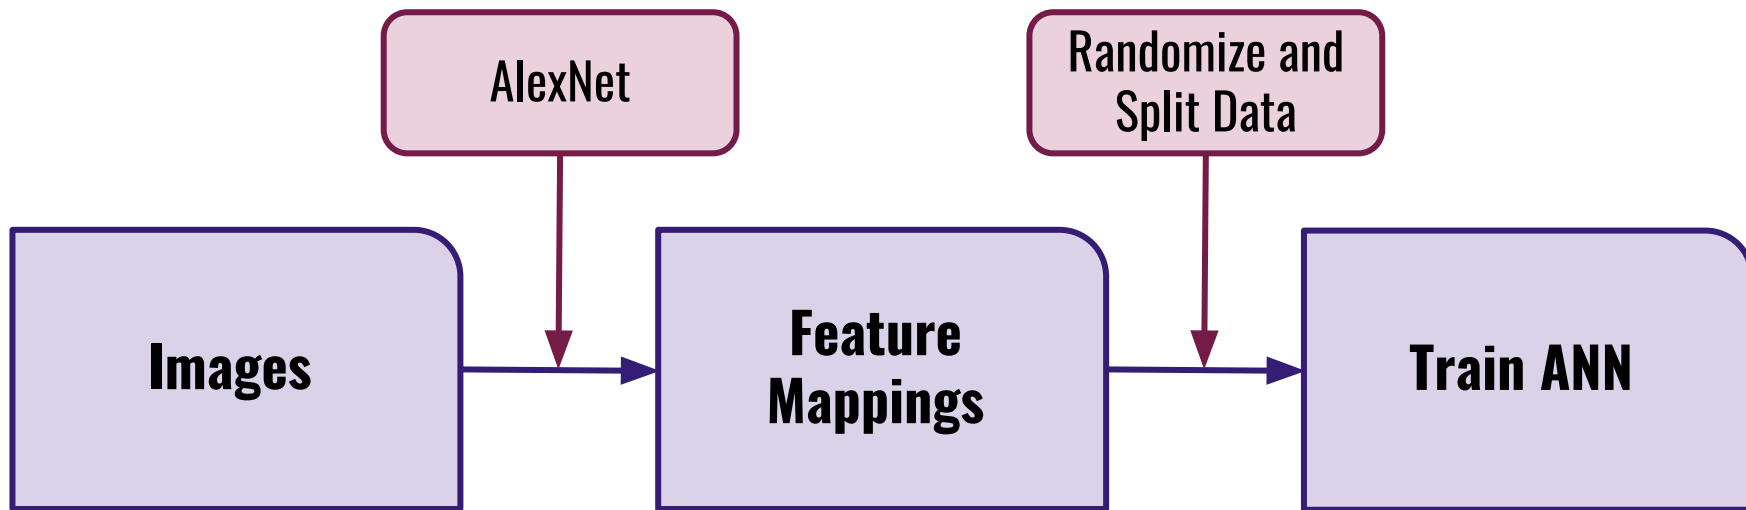 AlexNet
Randomize and
Split Data
Images
Feature
Mappings
Train ANN